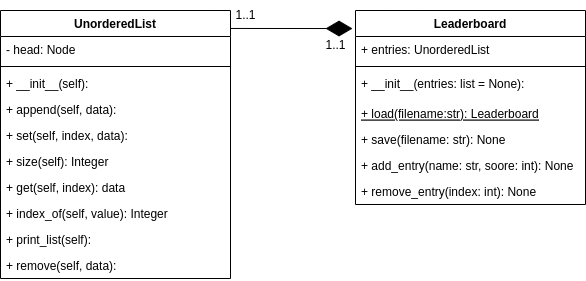 UnorderedList
- head: Node
+ __init__(self):
+ append(self, data):
+ set(self, index, data):
+ size(self): Integer
+ get(self, index): data
+ index_of(self, value): Integer
+ print_list(self):
+ remove(self, data):
1..1
1..1
Leaderboard
+ entries: UnorderedList
+ __init__(entries: list = None):
+ load(filename:str): Leaderboard
+ save(filename: str): None
+ add_entry(name: str, soore: int): None
+ remove_entry(index: int): None